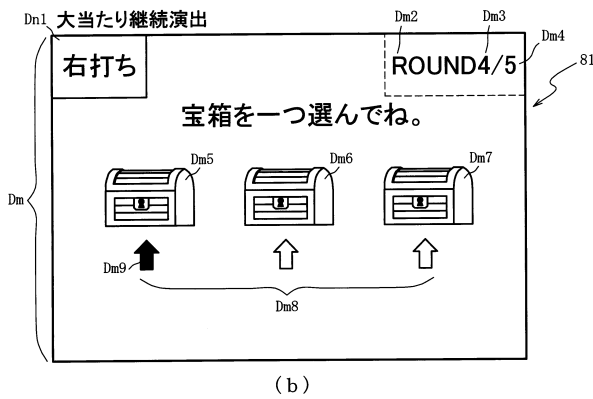 Dn1 大当たり継続演出
Dm2 Dm3
Dm4
右打ち ROUND4/5
81
宝箱を一つ選んでね。
Dm5 Dm6 Dm7
Dm
Dm9
Dm8
(b)